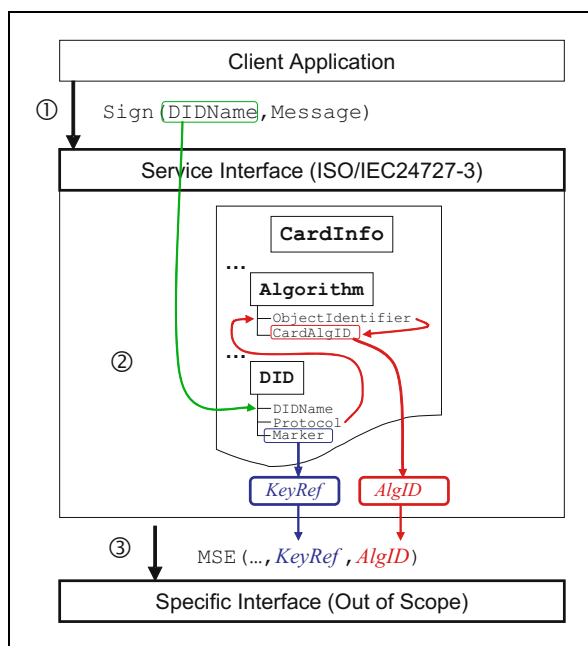 Client Application
① Sign(DIDName,Message)
Service Interface (ISO/IEC24727-3)
②
CardInfo
...
Algorithm
ObjectIdentifier
CardAlgID
...
DID
DIDName
Protocol
Marker
KeyRef AlgID
③ MSE(…,KeyRef,AlgID)
Specific Interface (Out of Scope)